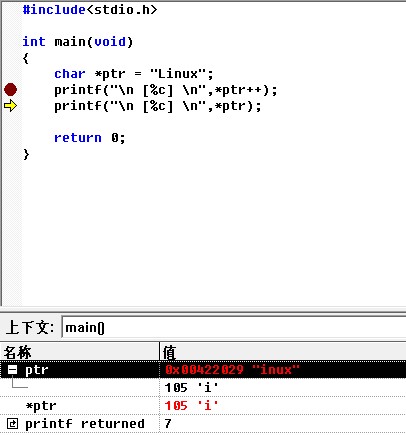 #include<stdio.h>
int main(void)
{
char *ptr = "Linux";
printf("\n [%c] \n",*ptr++);
printf("\n [%c] \n",*ptr);
return 0;
}
上下文: main()
名称 值
ptr 0x00422029 "inux"
105 'i'
*ptr 105 'i'
printf returned 7